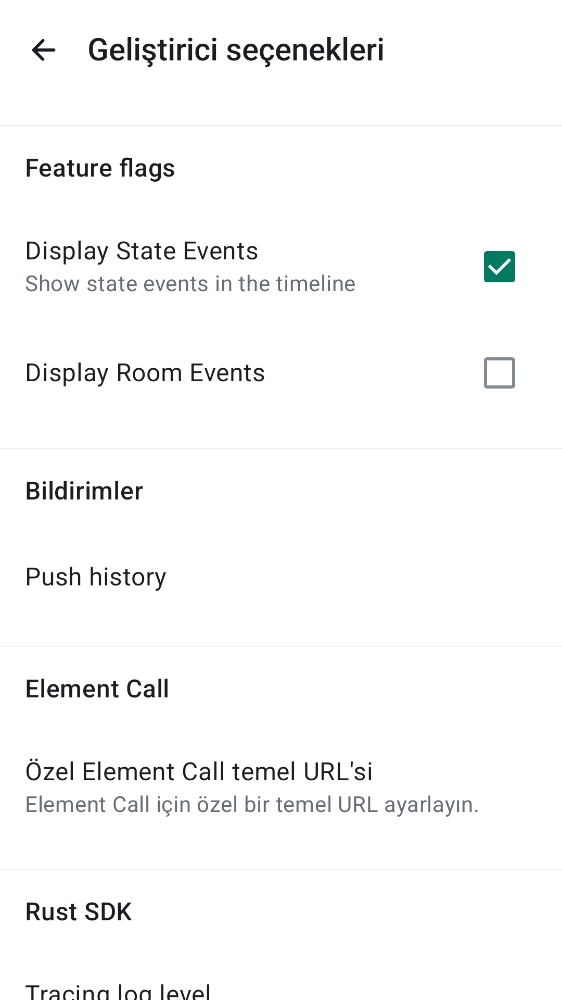 Geliştirici seçenekleri
Feature flags
Display State Events
Show state events in the timeline
Display Room Events
Bildirimler
Push history
Element Call
Özel Element Call temel URL'si
Element Call için özel bir temel URL ayarlayın.
Rust SDK
Tracing log level